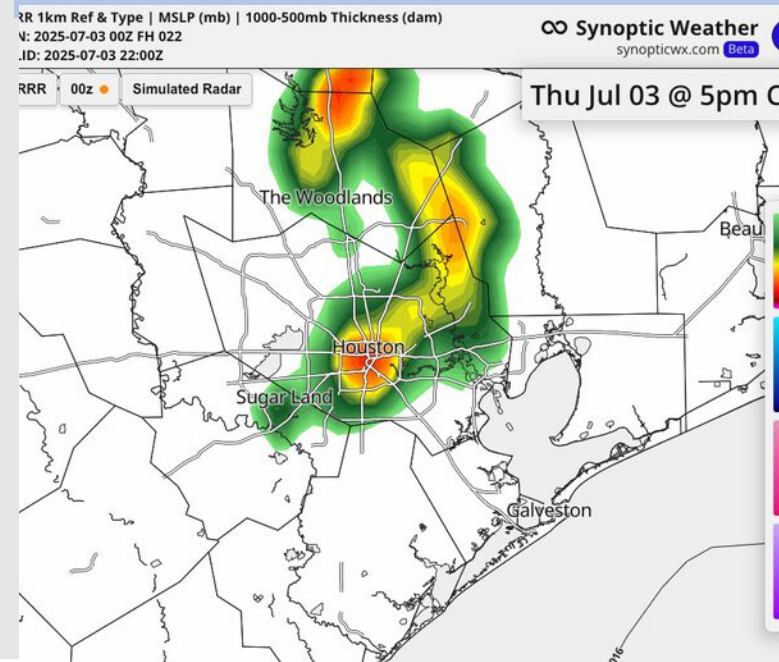 RR 1km Ref & Type | MSLP (mb) | 1000-500mb Thickness (dam)
N: 2025-07-03 00Z FH 022
LID: 2025-07-03 22:00Z
Synoptic Weather
synopticwx.com Beta
RRR
00z
Simulated Radar
Thu Jul 03 @ 5pm C
The Woodlands
Beau
Houston
Sugar Land
Galveston
016